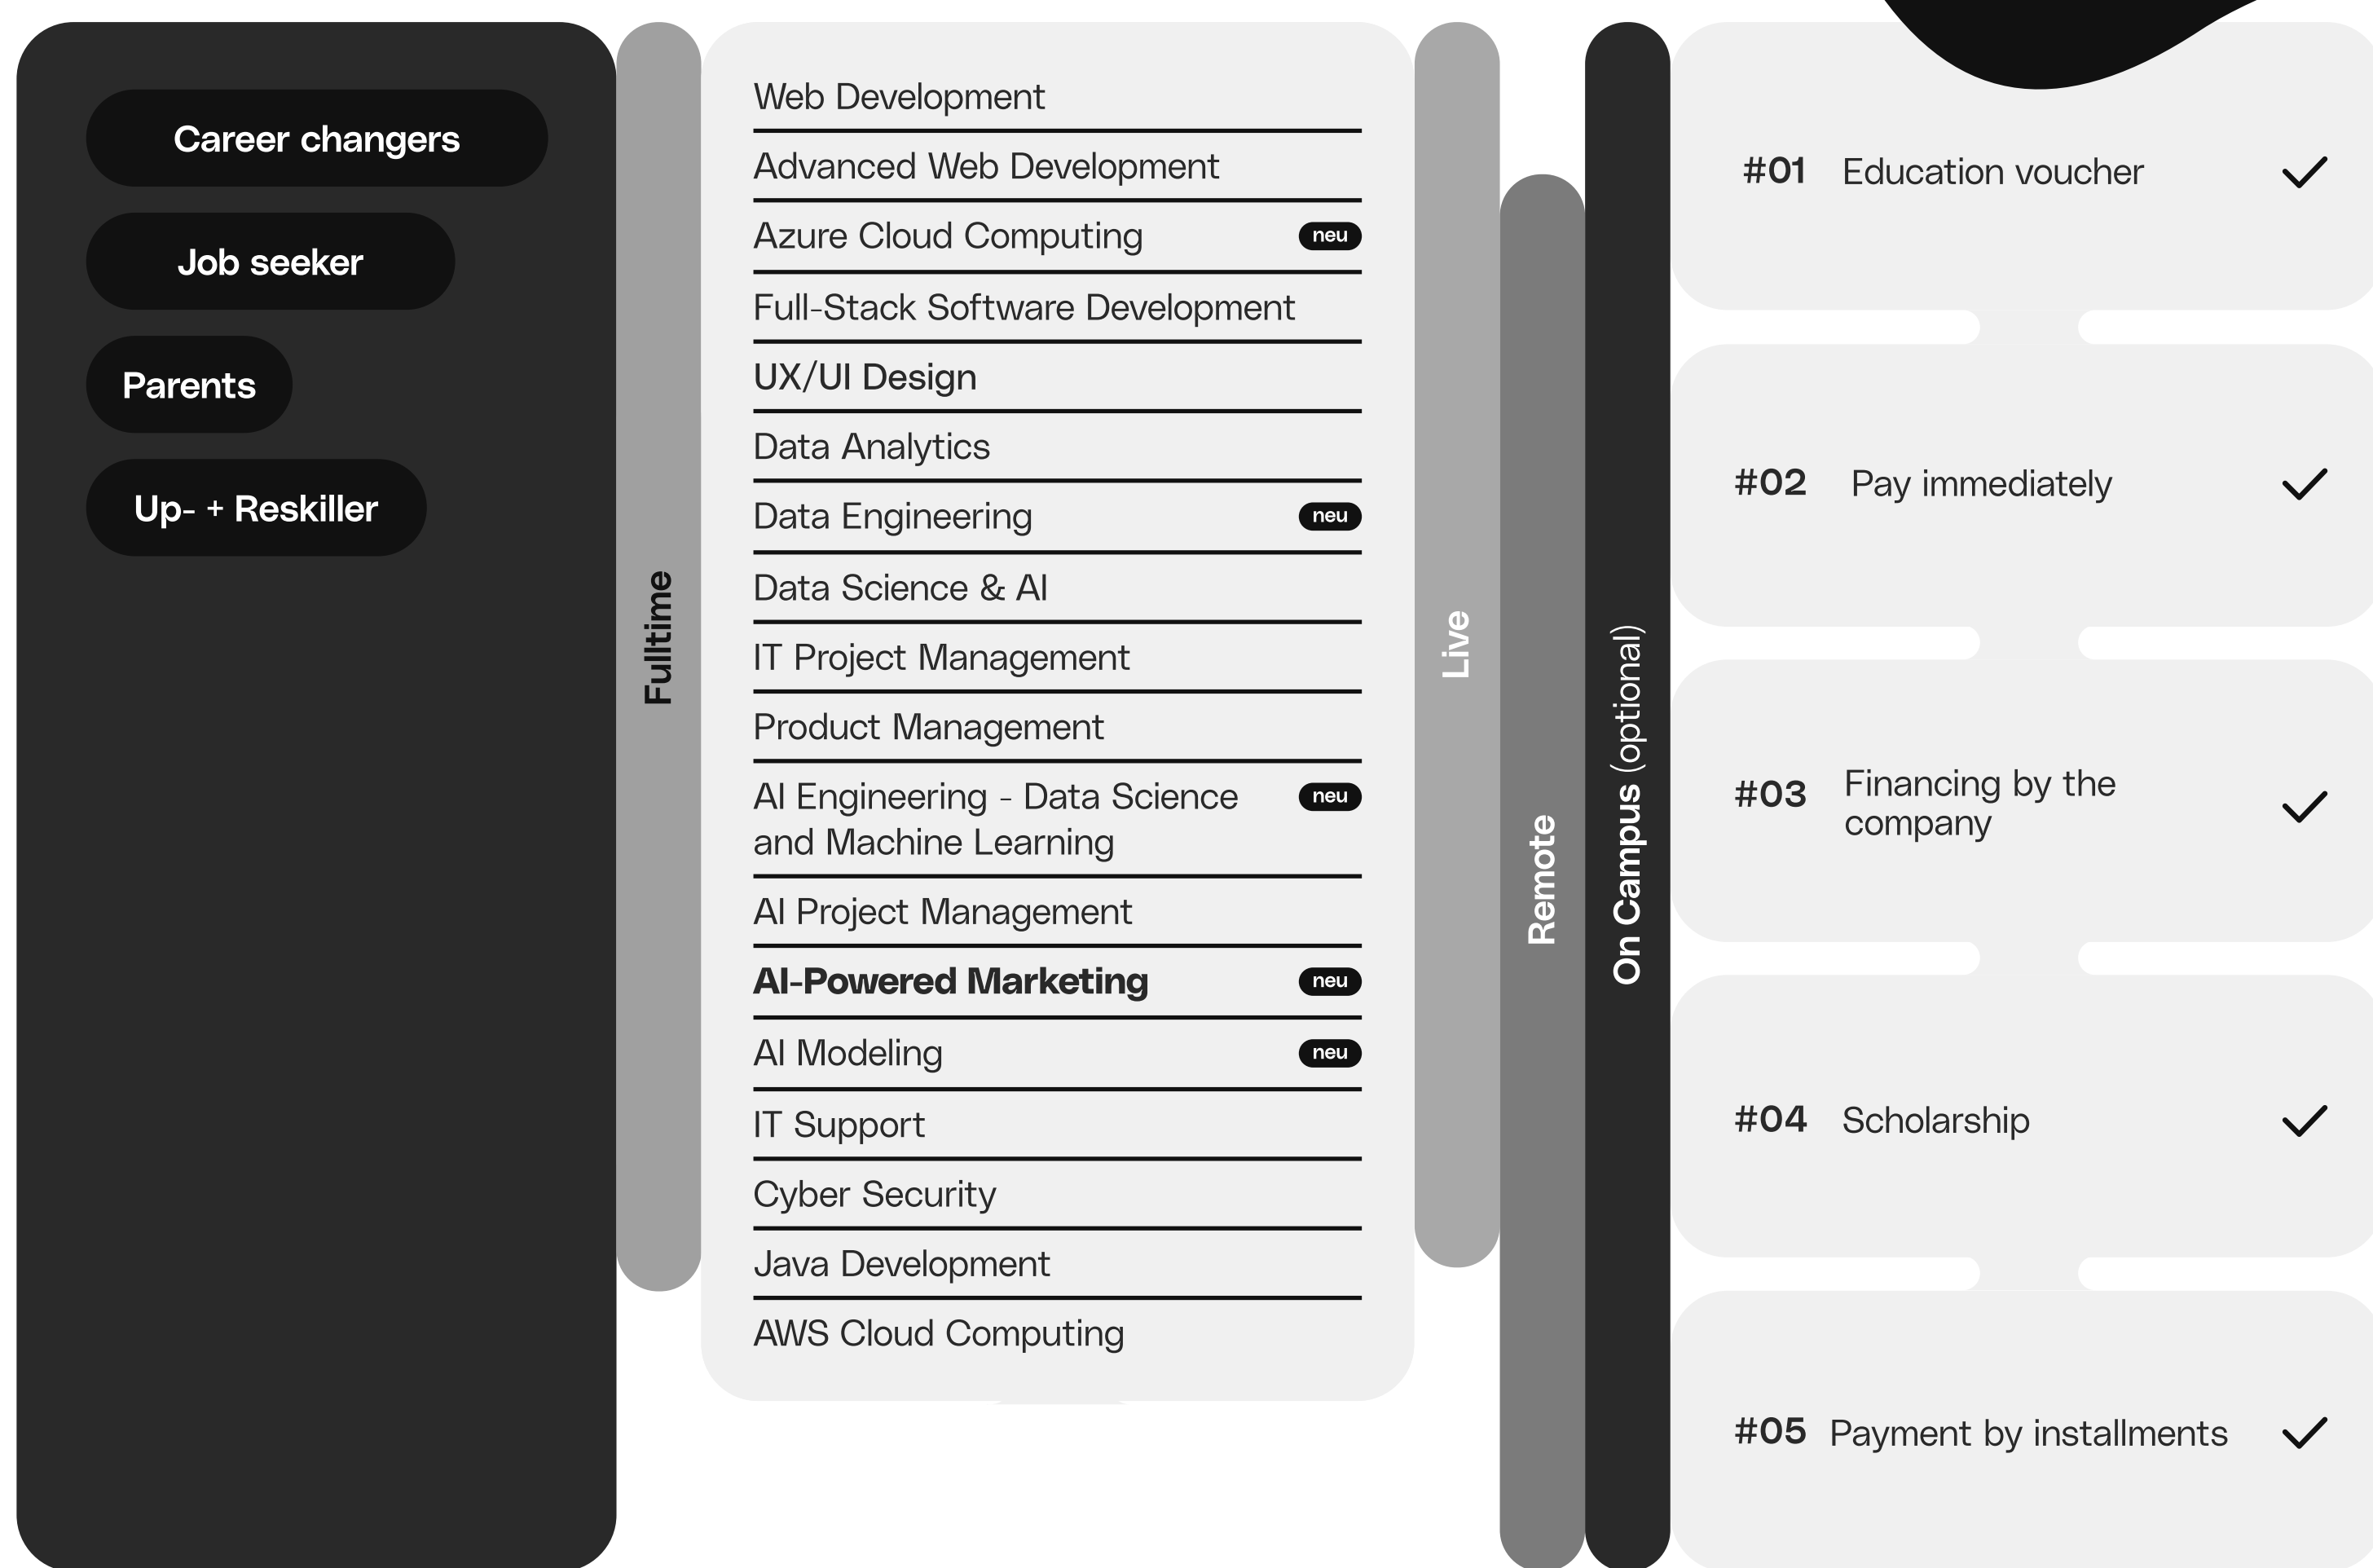 Career changers
Job seeker
Parents
Up- + Reskiller
Fulltime
Web Development
Advanced Web Development
Azure Cloud Computing neu
Full-Stack Software Development
UX/UI Design
Data Analytics
Data Engineering neu
Data Science & AI
IT Project Management
Product Management
AI Engineering - Data Science neu
and Machine Learning
AI Project Management
AI-Powered Marketing neu
AI Modeling neu
IT Support
Cyber Security
Java Development
AWS Cloud Computing
Live
Remote
On Campus (optional)
#01 Education voucher
#02 Pay immediately
#03 Financing by the
company
#04 Scholarship
#05 Payment by installments